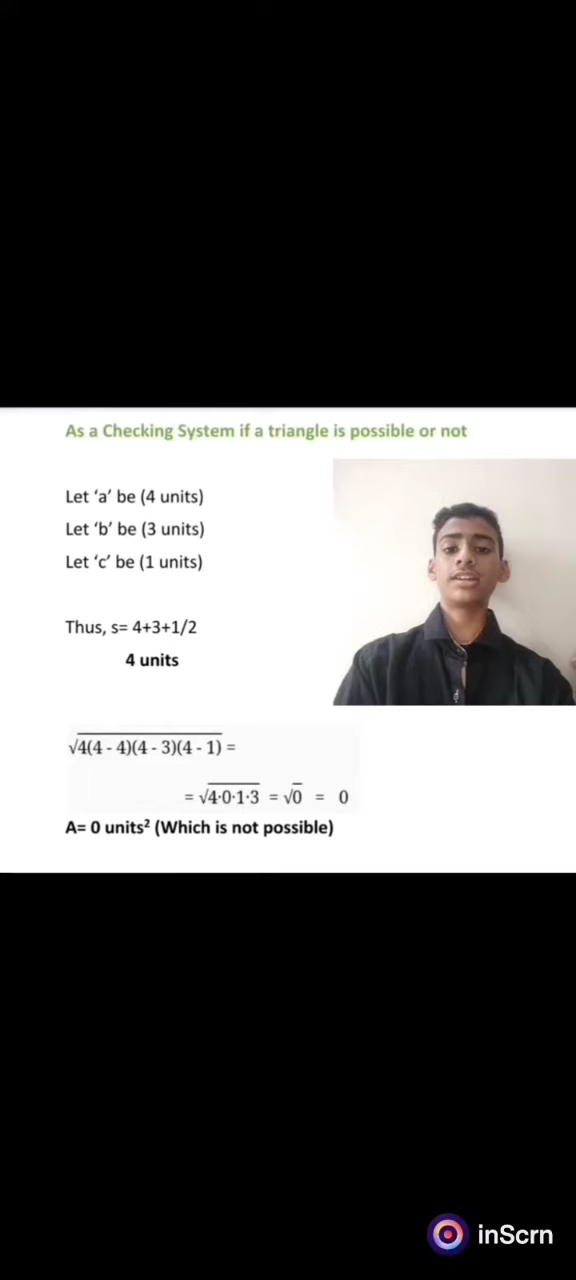 As a Checking System if a triangle is possible or not
Let ‘a’ be (4 units)
Let ‘b’ be (3 units)
Let ‘c’ be (1 units)
Thus, s= 4+3+1/2
4 units
√4(4 - 4)(4 - 3)(4 - 1) =
= √4·0·1·3 = √0 = 0
A= 0 units² (Which is not possible)
inScrn